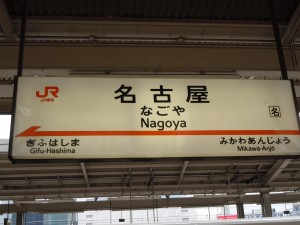 JR
JR東海
名古屋
なごや
Nagoya
名
ぎふはしま
Gifu-Hashima
みかわあんじょう
Mikawa-Anjō